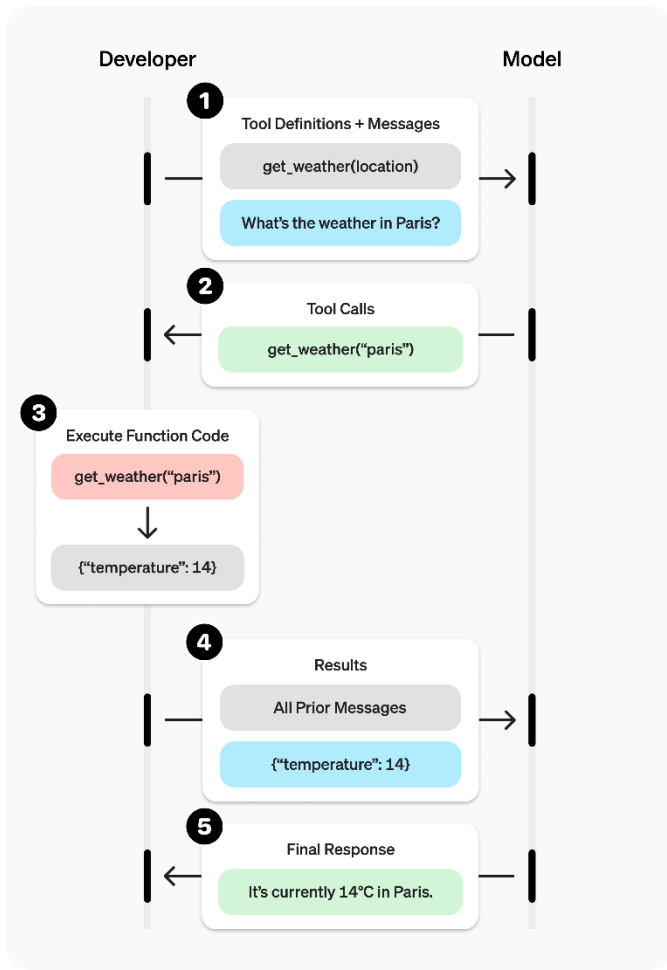 Developer
Model
1
Tool Definitions + Messages
get_weather(location)
What’s the weather in Paris?
2
Tool Calls
get_weather(“paris”)
3
Execute Function Code
get_weather(“paris”)
{“temperature”: 14}
4
Results
All Prior Messages
{“temperature”: 14}
5
Final Response
It’s currently 14°C in Paris.